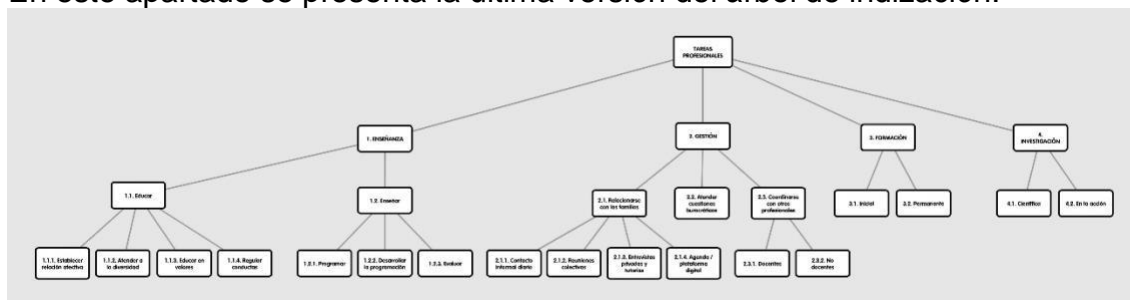 En este apartado se presenta la última versión del árbol de indización.
TAREAS
PROFESIONALES
1. ENSEÑANZA
2. GESTIÓN
3. FORMACIÓN
4.
INVESTIGACIÓN
1.1. Educar
1.2. Enseñar
2.1. Relacionarse
con las familias
2.2. Atender
cuestiones
burocráticas
2.3. Coordinarse
con otros
profesionales
3.1. Inicial
3.2. Permanente
4.1. Científica
4.2. En la acción
1.1.1. Establecer
relación afectiva
1.1.2. Atender a
la diversidad
1.1.3. Educar en
valores
1.1.4. Regular
conductas
1.2.1. Programar
1.2.2. Desarrollar
la programación
1.2.3. Evaluar
2.1.1. Contacto
informal diario
2.1.2. Reuniones
colectivas
2.1.3. Entrevistas
privadas y
tutorías
2.1.4. Agenda /
plataforma
digital
2.3.1. Docentes
2.3.2. No
docentes